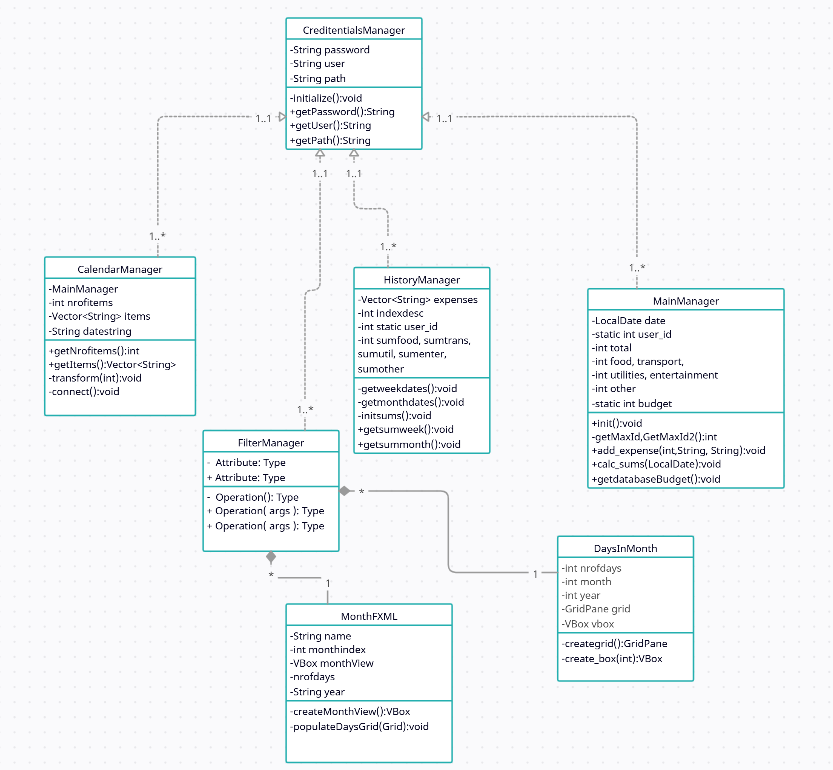 CreditentialsManager
-String password
-String user
-String path
-initialize():void
+getPassword():String
+getUser():String
+getPath():String
1..1
1..1
1..1
1..1
1..*
1..*
1..*
1..*
CalendarManager
-MainManager
-int nrofitems
-Vector<String> items
-String datestring
+getNrofitems():int
+getItems():Vector<String>
-transform(int):void
-connect():void
HistoryManager
-Vector<String> expenses
-int indexdesc
-int static user_id
-int sumfood, sumtrans,
sumutil, sumenter,
sumother
-getweekdates():void
-getmonthdates():void
-initsums():void
+getsumweek():void
+getsummonth():void
MainManager
-LocalDate date
-static int user_id
-int total
-int food, transport,
-int utilities, entertainment
-int other
-static int budget
+init():void
-getMaxId,GetMaxId2():int
+add_expense(int,String, String):void
+calc_sums(LocalDate):void
+getdatabaseBudget():void
FilterManager
- Attribute: Type
+ Attribute: Type
- Operation(): Type
+ Operation( args ): Type
+ Operation( args ): Type
*
1
*
1
DaysInMonth
-int nrofdays
-int month
-int year
-GridPane grid
-VBox vbox
-creategrid():GridPane
-create_box(int):VBox
MonthFXML
-String name
-int monthindex
-VBox monthView
-nrofdays
-String year
-createMonthView():VBox
-populateDaysGrid(Grid):void